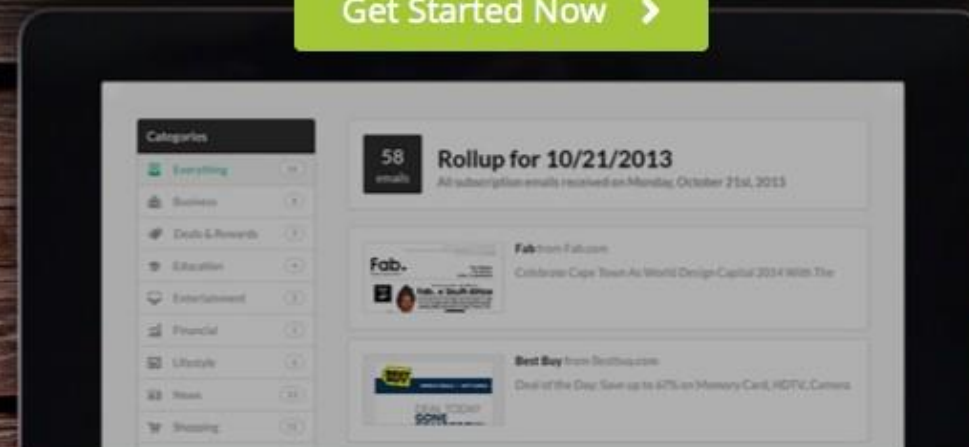 Get Started Now
Categories
Everything
Business
Deals & Rewards
Education
Entertainment
Financial
Lifestyle
News
Shopping
58
emails
Rollup for 10/21/2013
All subscription emails received on Monday, October 21st, 2013
Fab from Fab.com
Celebrate Cape Town As World Design Capital 2014 With The
Fab.
Best Buy from Bestbuy.com
Deal of the Day: Save up to 67% on Memory Card, HDTV, Camera
BEST BUY
DEAL TODAY
GONE